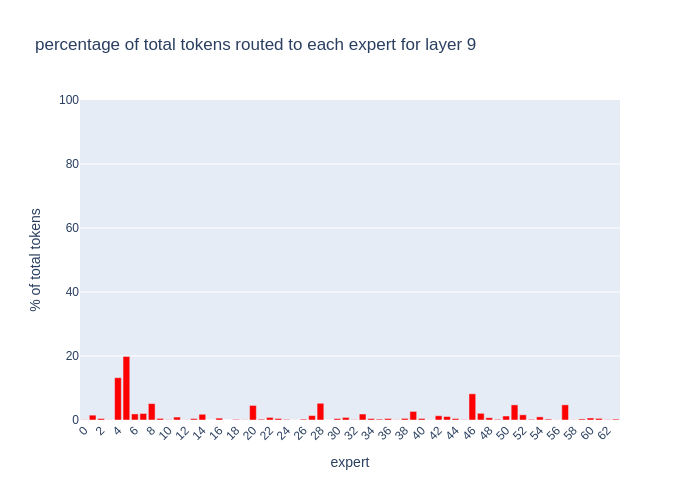 percentage of total tokens routed to each expert for layer 9
100
80
60
40
20
0
% of total tokens
0 2 4 6 8 10 12 14 16 18 20 22 24 26 28 30 32 34 36 38 40 42 44 46 48 50 52 54 56 58 60 62
expert